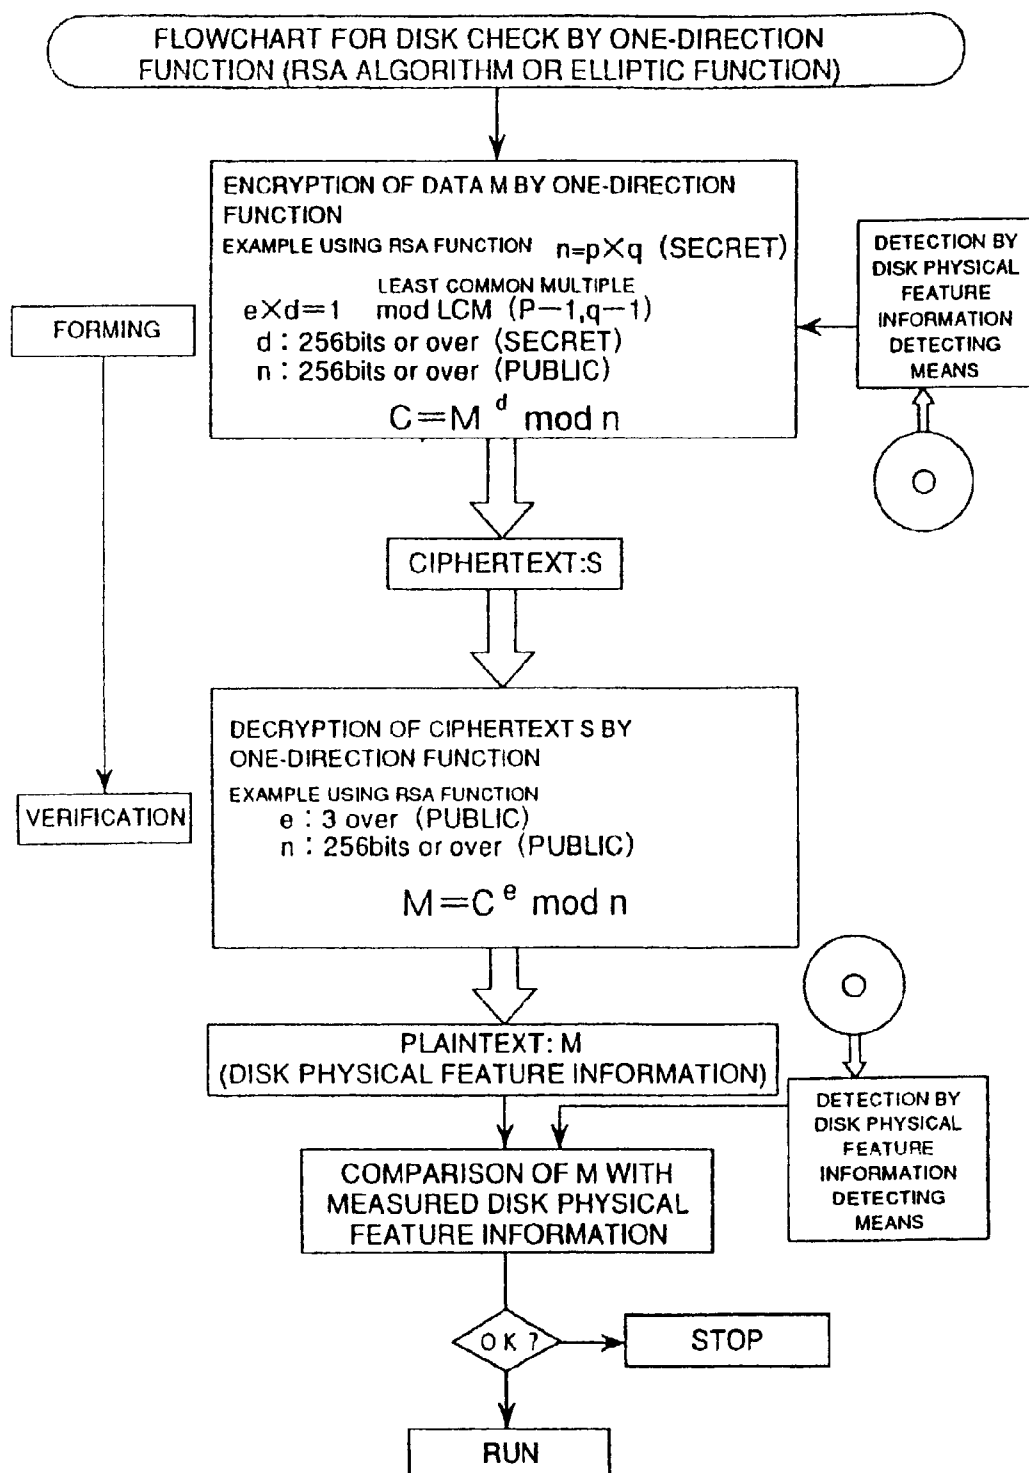 FLOWCHART FOR DISK CHECK BY ONE-DIRECTION
FUNCTION (RSA ALGORITHM OR ELLIPTIC FUNCTION)
ENCRYPTION OF DATA M BY ONE-DIRECTION
FUNCTION
EXAMPLE USING RSA FUNCTION n=p×q (SECRET)
LEAST COMMON MULTIPLE
e×d=1 mod LCM (P-1,q-1)
d : 256bits or over (SECRET)
n : 256bits or over (PUBLIC)
C=M^d mod n
DETECTION BY
DISK PHYSICAL
FEATURE
INFORMATION
DETECTING
MEANS
FORMING
CIPHERTEXT:S
DECRYPTION OF CIPHERTEXT S BY
ONE-DIRECTION FUNCTION
EXAMPLE USING RSA FUNCTION
e : 3 over (PUBLIC)
n : 256bits or over (PUBLIC)
M=C^e mod n
VERIFICATION
PLAINTEXT: M
(DISK PHYSICAL FEATURE INFORMATION)
DETECTION BY
DISK PHYSICAL
FEATURE
INFORMATION
DETECTING
MEANS
COMPARISON OF M WITH
MEASURED DISK PHYSICAL
FEATURE INFORMATION
OK?
STOP
RUN